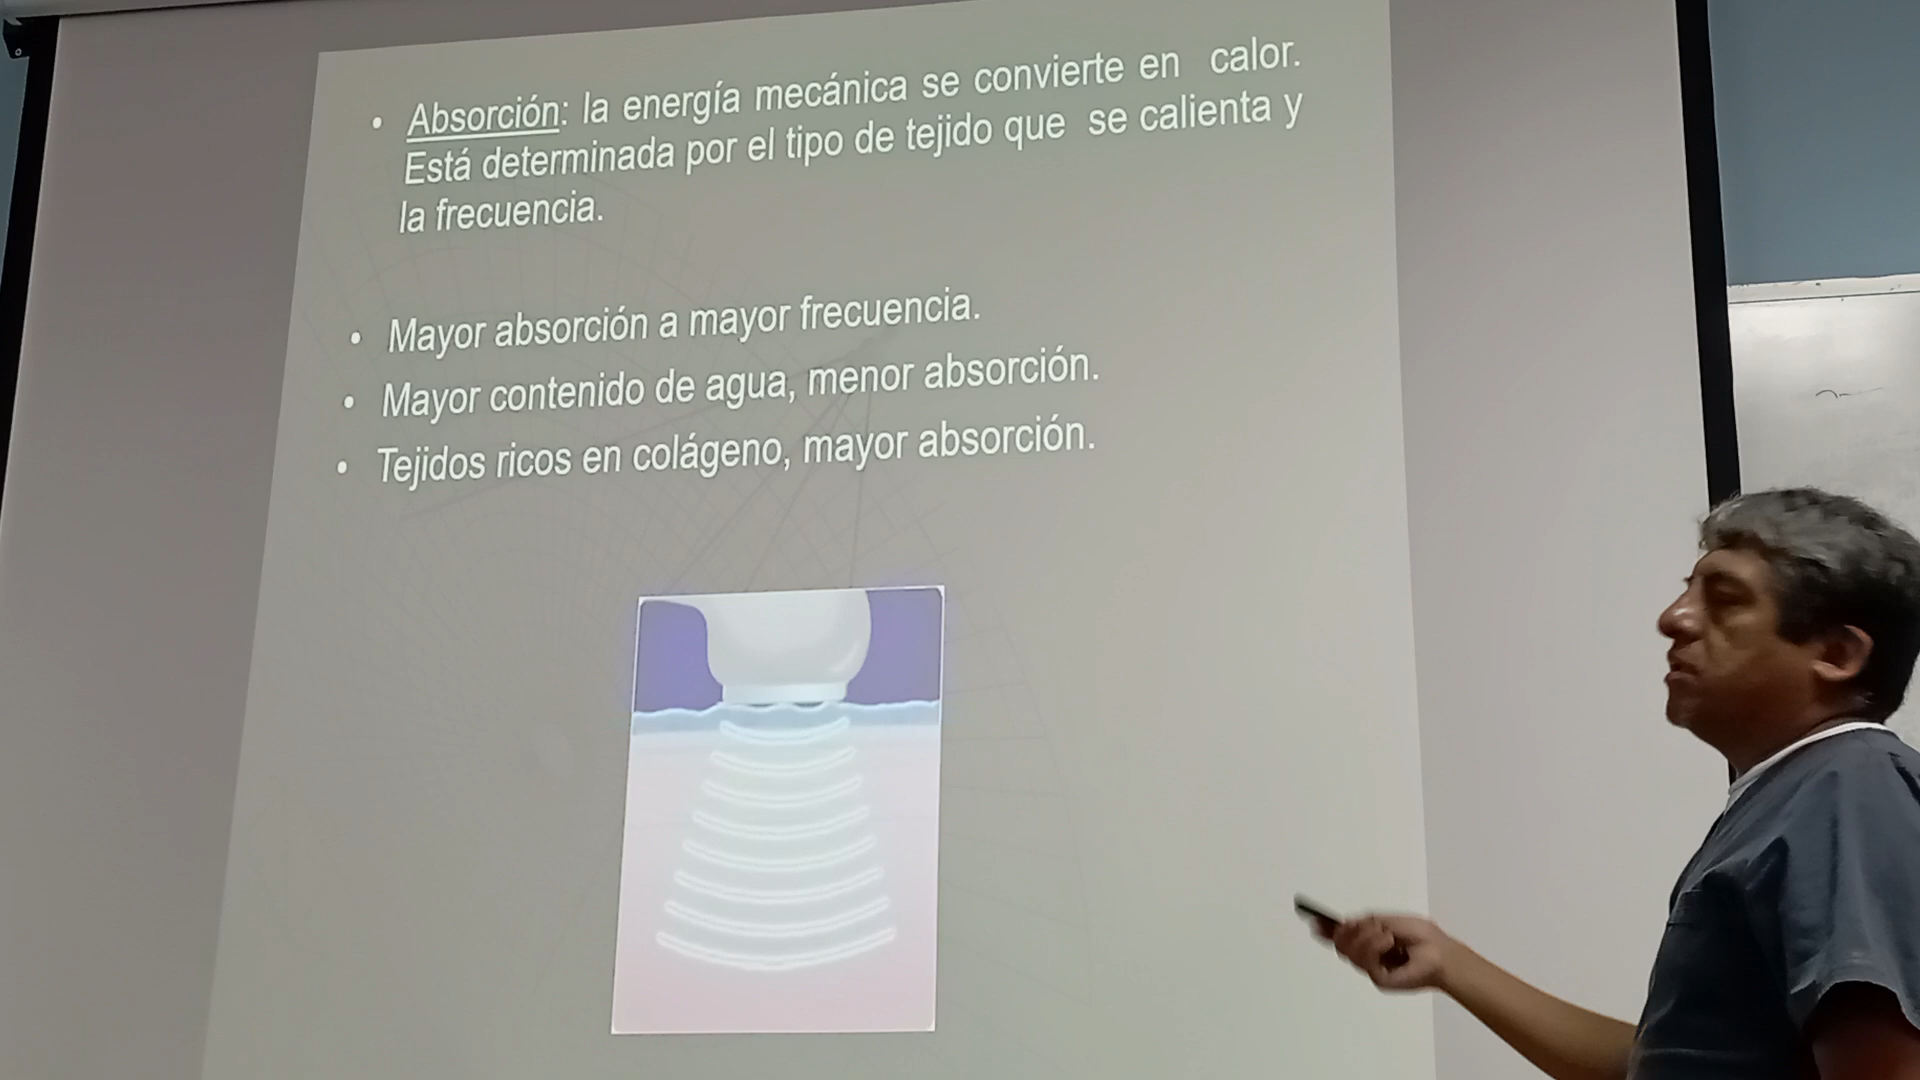 • Absorción: la energía mecánica se convierte en calor.
Está determinada por el tipo de tejido que se calienta y
la frecuencia.
• Mayor absorción a mayor frecuencia.
• Mayor contenido de agua, menor absorción.
• Tejidos ricos en colágeno, mayor absorción.